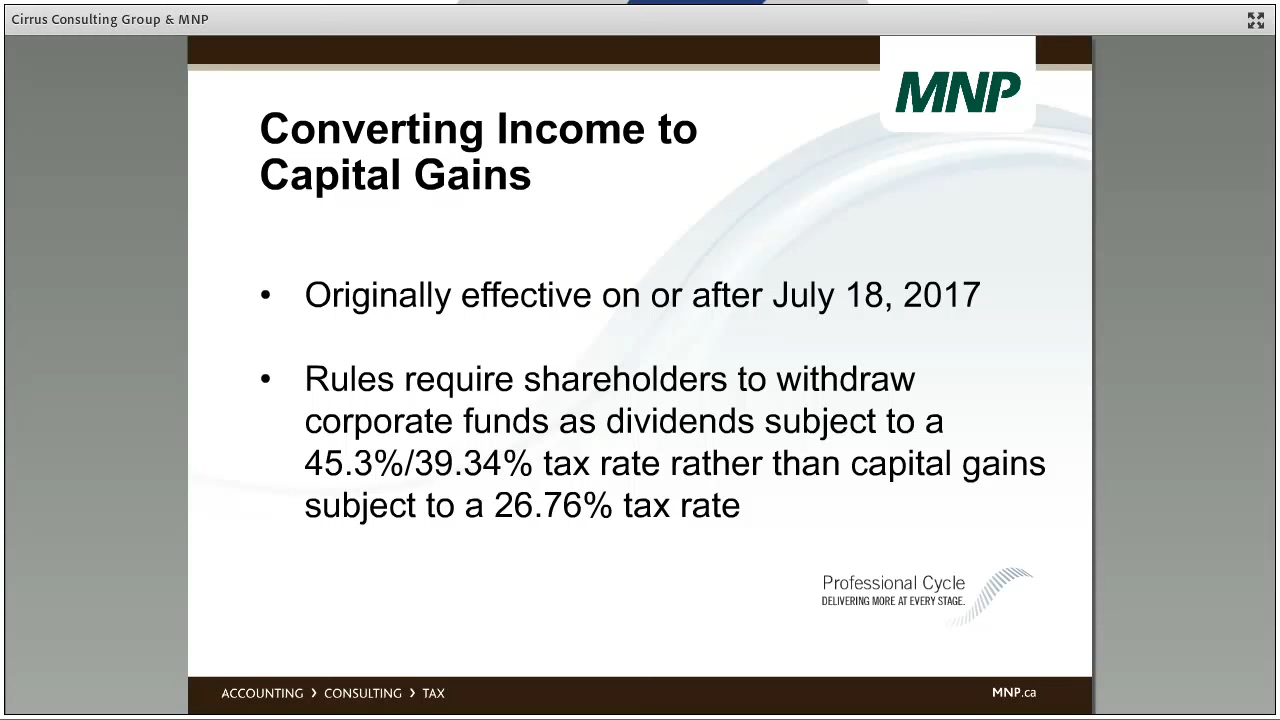 Cirrus Consulting Group & MNP
MNP
Converting Income to
Capital Gains
• Originally effective on or after July 18, 2017
• Rules require shareholders to withdraw
corporate funds as dividends subject to a
45.3%/39.34% tax rate rather than capital gains
subject to a 26.76% tax rate
Professional Cycle
DELIVERING MORE AT EVERY STAGE.
ACCOUNTING › CONSULTING › TAX
MNP.ca